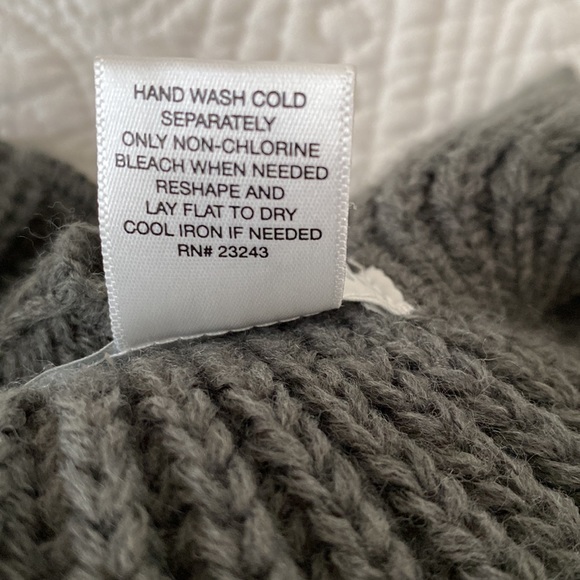 HAND WASH COLD
SEPARATELY
ONLY NON-CHLORINE
BLEACH WHEN NEEDED
RESHAPE AND
LAY FLAT TO DRY
COOL IRON IF NEEDED
RN# 23243